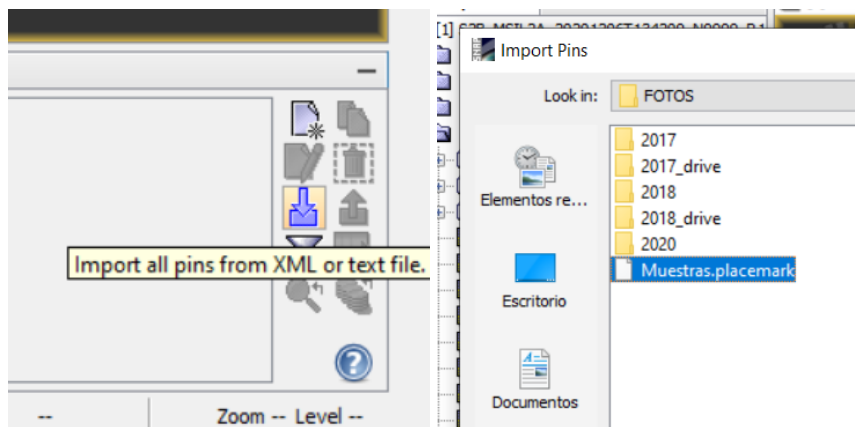 Import all pins from XML or text file.
--
Zoom -- Level --
Import Pins
Look in:
FOTOS
2017
2017_drive
2018
2018_drive
2020
Muestras.placemark
Elementos re...
Escritorio
Documentos